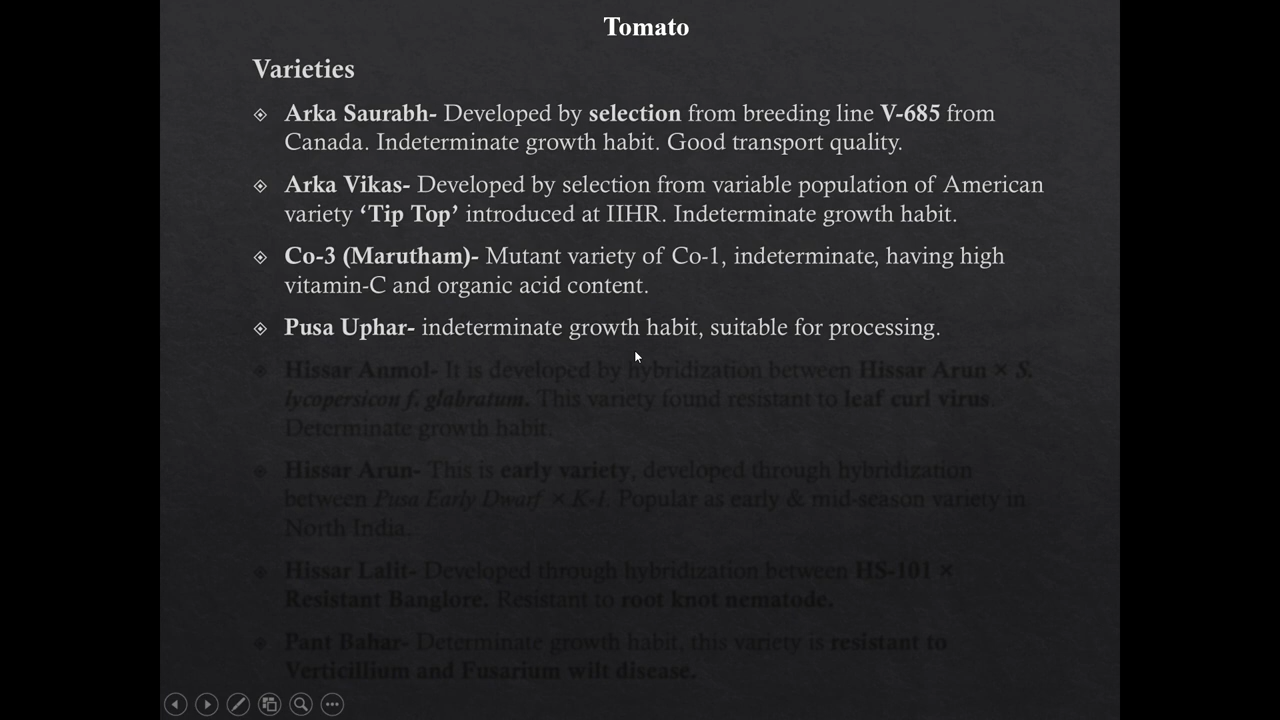 Tomato
Varieties
Arka Saurabh- Developed by selection from breeding line V-685 from
Canada. Indeterminate growth habit. Good transport quality.
Arka Vikas- Developed by selection from variable population of American
variety ‘Tip Top’ introduced at IIHR. Indeterminate growth habit.
Co-3 (Marutham)- Mutant variety of Co-1, indeterminate, having high
vitamin-C and organic acid content.
Pusa Uphar- indeterminate growth habit, suitable for processing.
Hissar Anmol- It is developed by hybridization between Hissar Arun × S.
lycopersicon f. glabratum. This variety found resistant to leaf curl virus.
Determinate growth habit.
Hissar Arun- This is early variety, developed through hybridization
between Pusa Early Dwarf × K-1. Popular as early & mid-season variety in
North India.
Hissar Lalit- Developed through hybridization between HS-101 ×
Resistant Banglore. Resistant to root knot nematode.
Pant Bahar- Determinate growth habit, this variety is resistant to
Verticillium and Fusarium wilt disease.